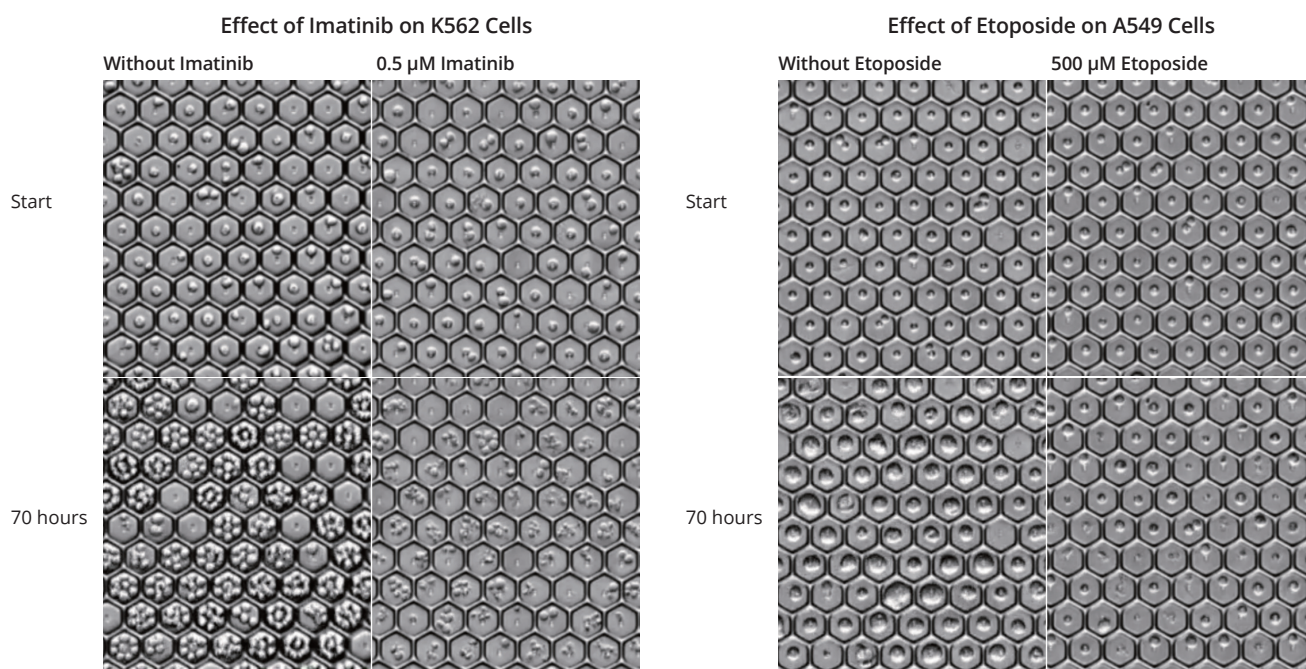 Effect of Imatinib on K562 Cells
Without Imatinib
0.5 µM Imatinib
Start
70 hours
Effect of Etoposide on A549 Cells
Without Etoposide
500 µM Etoposide
Start
70 hours